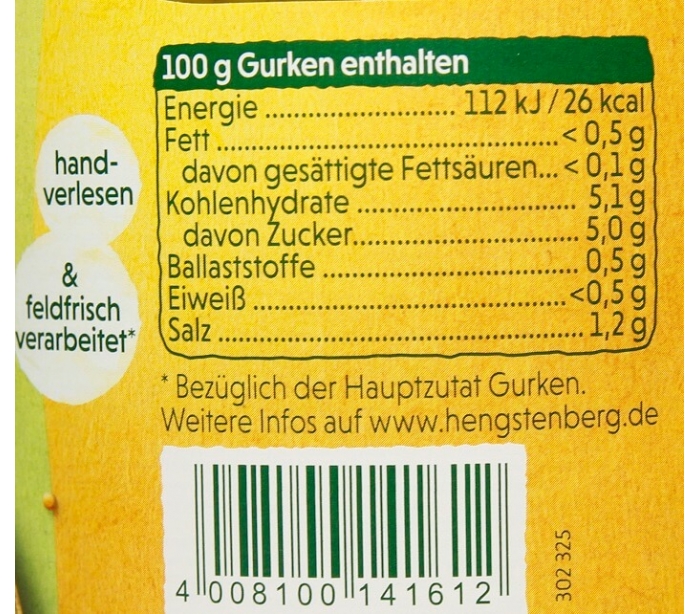 100 g Gurken enthalten
Energie ........................... 112 kJ / 26 kcal
Fett ................................................ < 0,5 g
davon gesättigte Fettsäuren... < 0,1 g
Kohlenhydrate ............................... 5,1 g
davon Zucker................................ 5,0 g
Ballaststoffe ................................... 0,5 g
Eiweiß ............................................<0,5 g
Salz .................................................. 1,2 g
hand-
verlesen
&
feldfrisch
verarbeitet*
* Bezüglich der Hauptzutat Gurken.
Weitere Infos auf www.hengstenberg.de
4 008100 141612
302 325